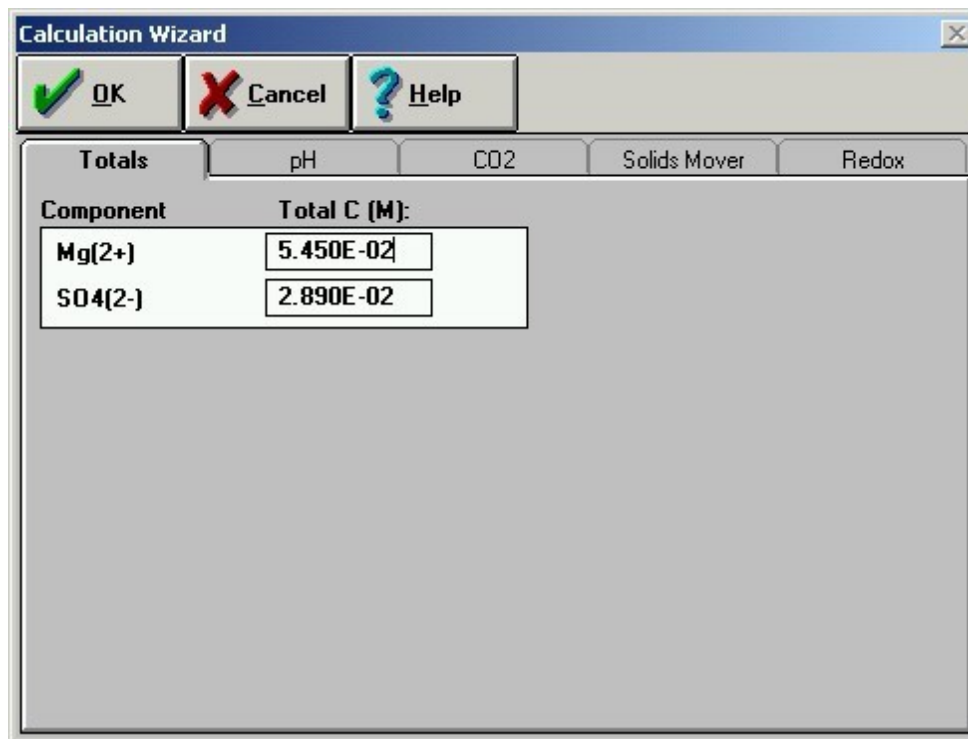 Calculation Wizard
OK Cancel Help
Totals pH CO2 Solids Mover Redox
Component Total C (M):
Mg(2+) 5.450E-02
SO4(2-) 2.890E-02